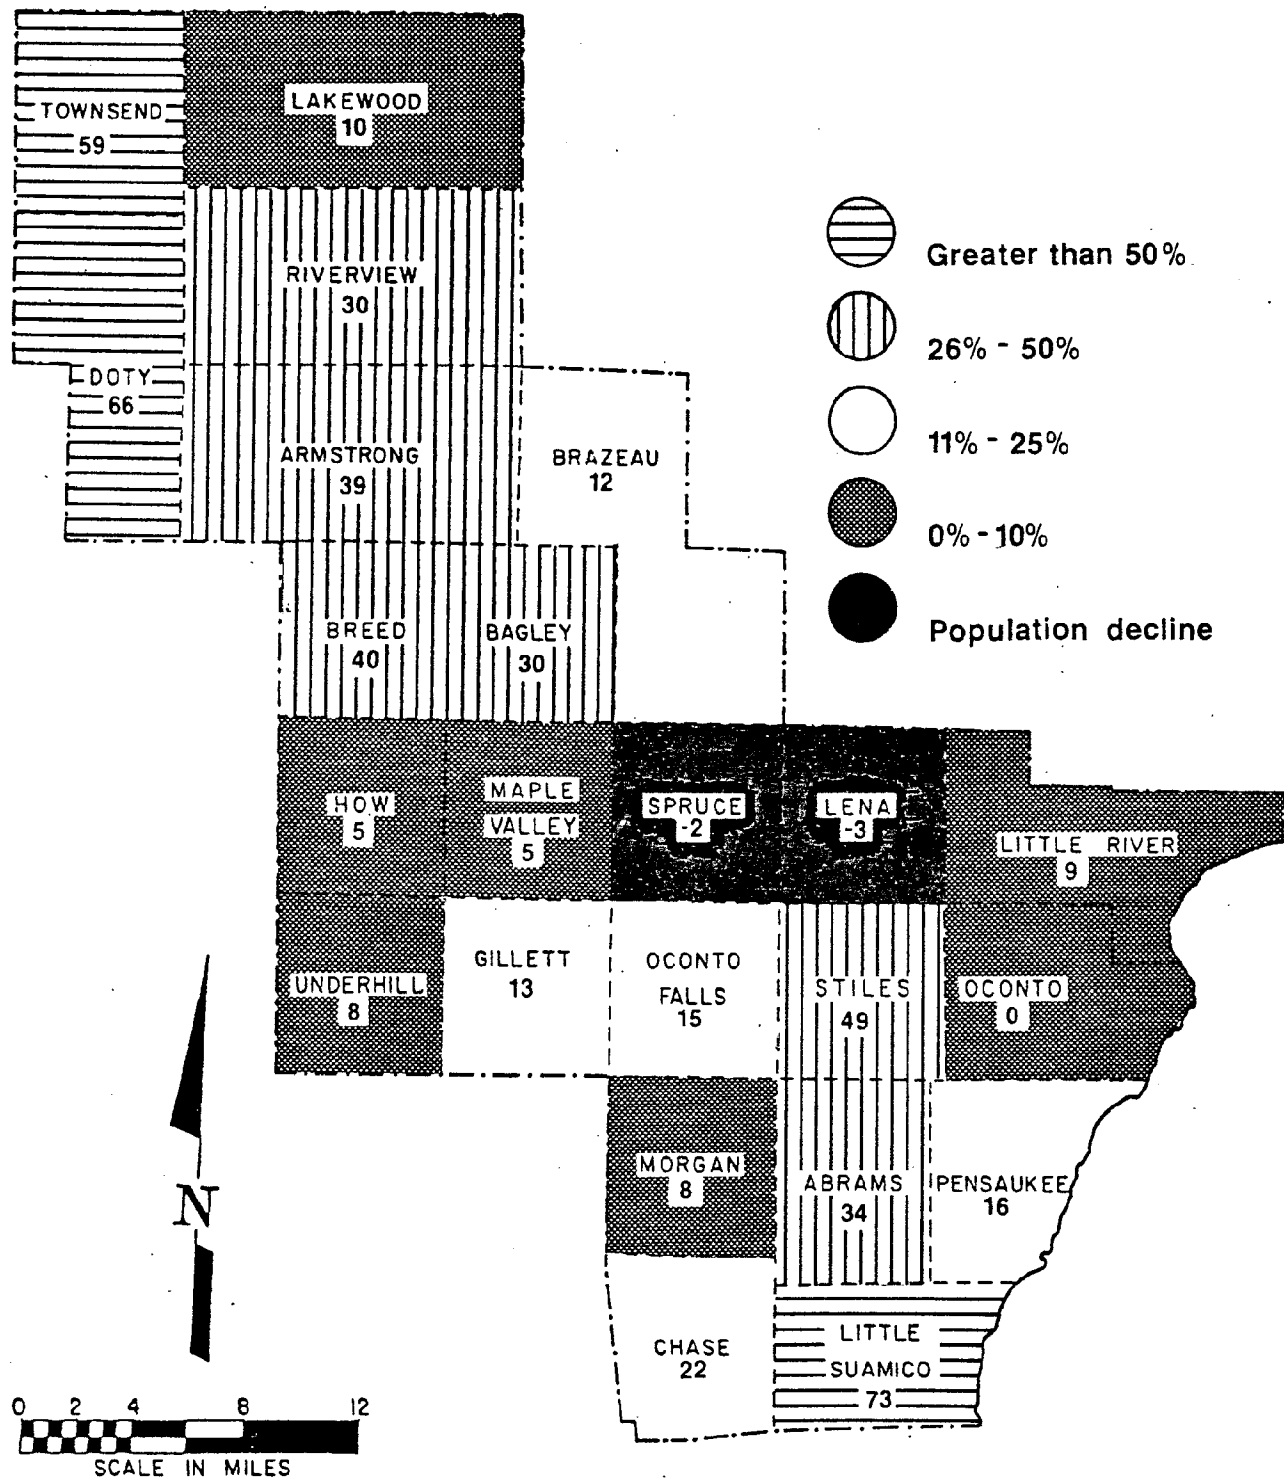 LAKEWOOD
10
TOWNSEND
59
Greater than 50%
RIVERVIEW
30
26% - 50%
DOTY
66
11% - 25%
ARMSTRONG
39
BRAZEAU
12
0% - 10%
BREED
40
BAGLEY
30
Population decline
HOW
5
MAPLE
VALLEY
5
SPRUCE
-2
LENA
-3
LITTLE RIVER
9
UNDERHILL
8
GILLETT
13
OCONTO
FALLS
15
STILES
49
OCONTO
0
MORGAN
8
ABRAMS
34
PENSAUKEE
16
N
CHASE
22
LITTLE
SUAMICO
73
0 2 4 8 12
SCALE IN MILES